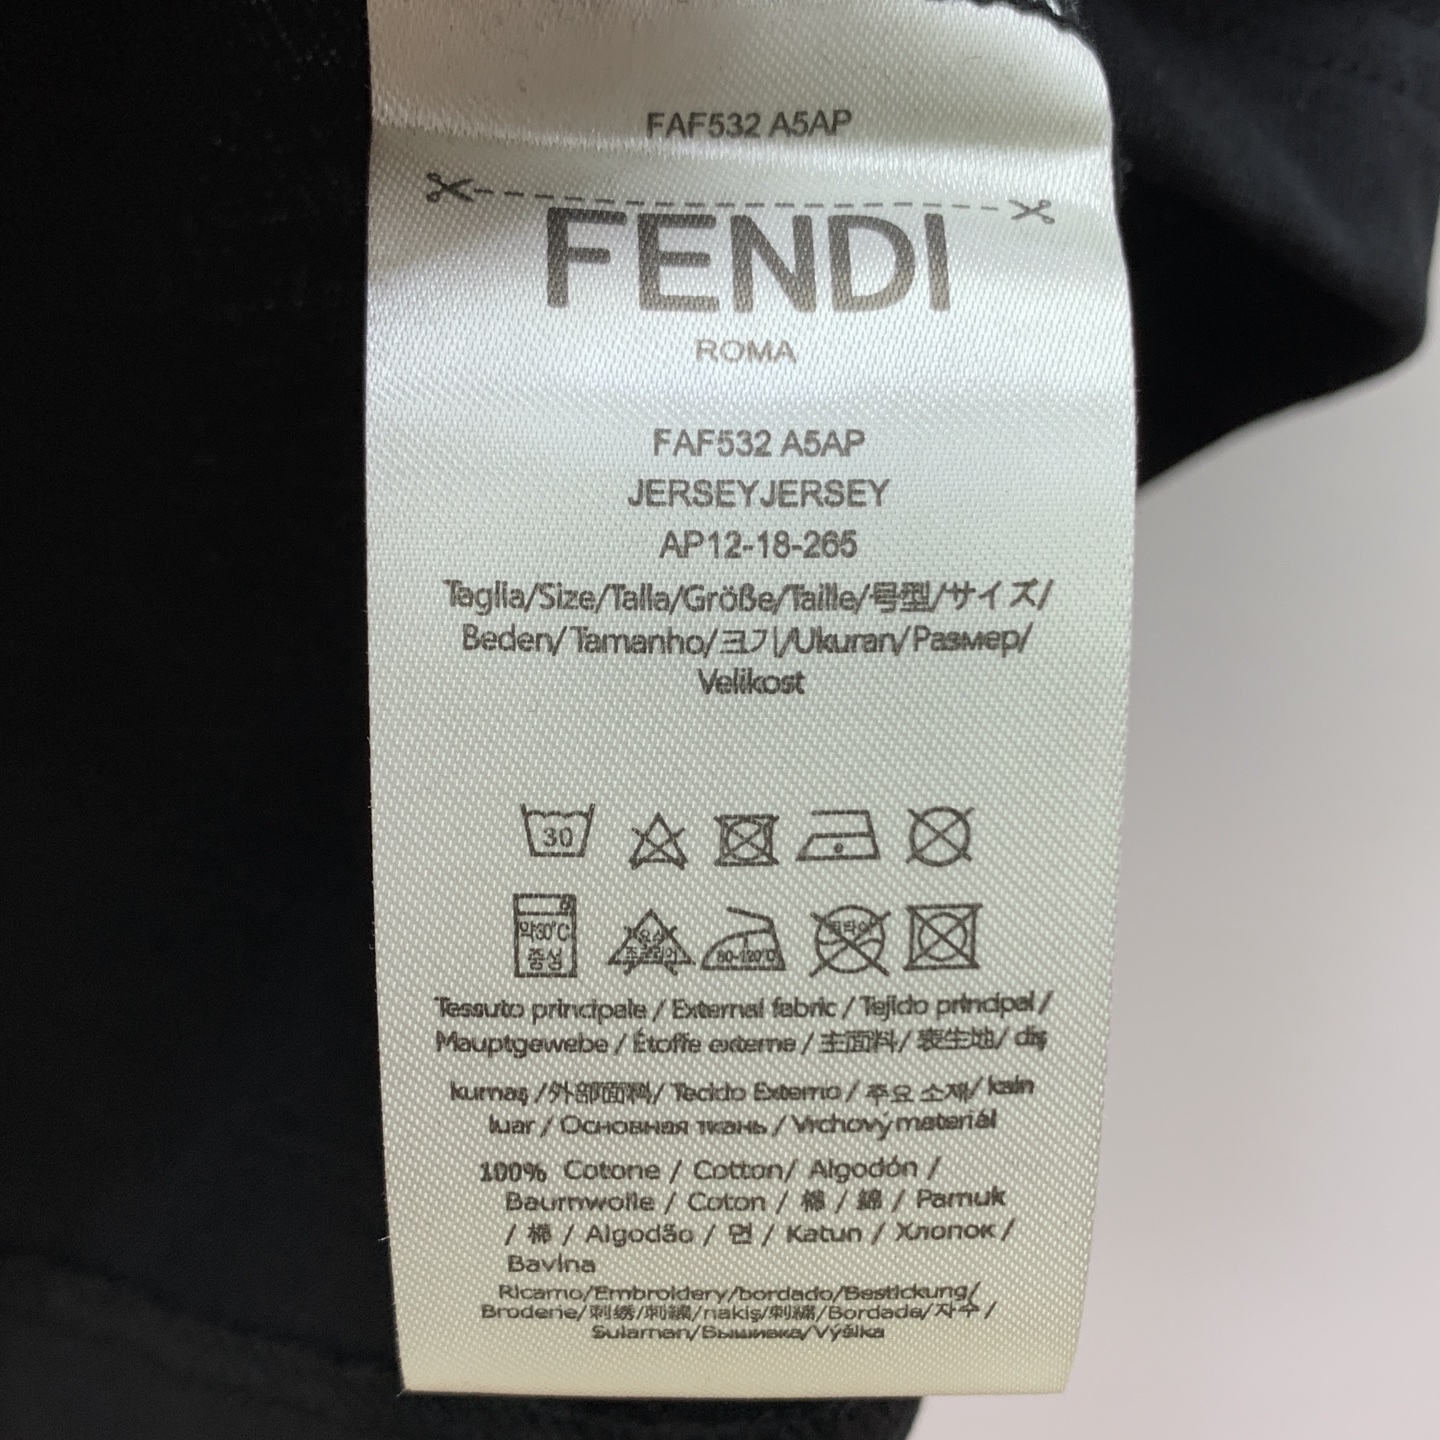 FAF532 A5AP
FENDI
ROMA
FAF532 A5AP
JERSEYJERSEY
AP12-18-265
Taglia/Size/Talla/Größe/Taille/号型/サイズ/
Beden/Tamanho/크기/Ukuran/Размер/
Velikost
30
약30°C
중성
80-120°C
Tessuto principale / External fabric / Tejido principal /
Mauptgewebe / Étoffe externe / 主面料/ 表生地/ diş
kumaş /外部面料/ Tecido Externo / 주요 소재/ kain
luar / Основная ткань / Vrchový materiál
100% Cotone / Cotton/ Algodón /
Baumwolle / Coton / 棉 / 綿 / Pamuk
/ 棉 / Algodão / 면 / Katun / Хлопок /
Bavlna
Ricamo/Embroidery/bordado/Bestickung/
Broderie/刺绣/刺繍/nakiş/刺繡/Bordade/자수 /
Sulaman/Вышивка/Výšika